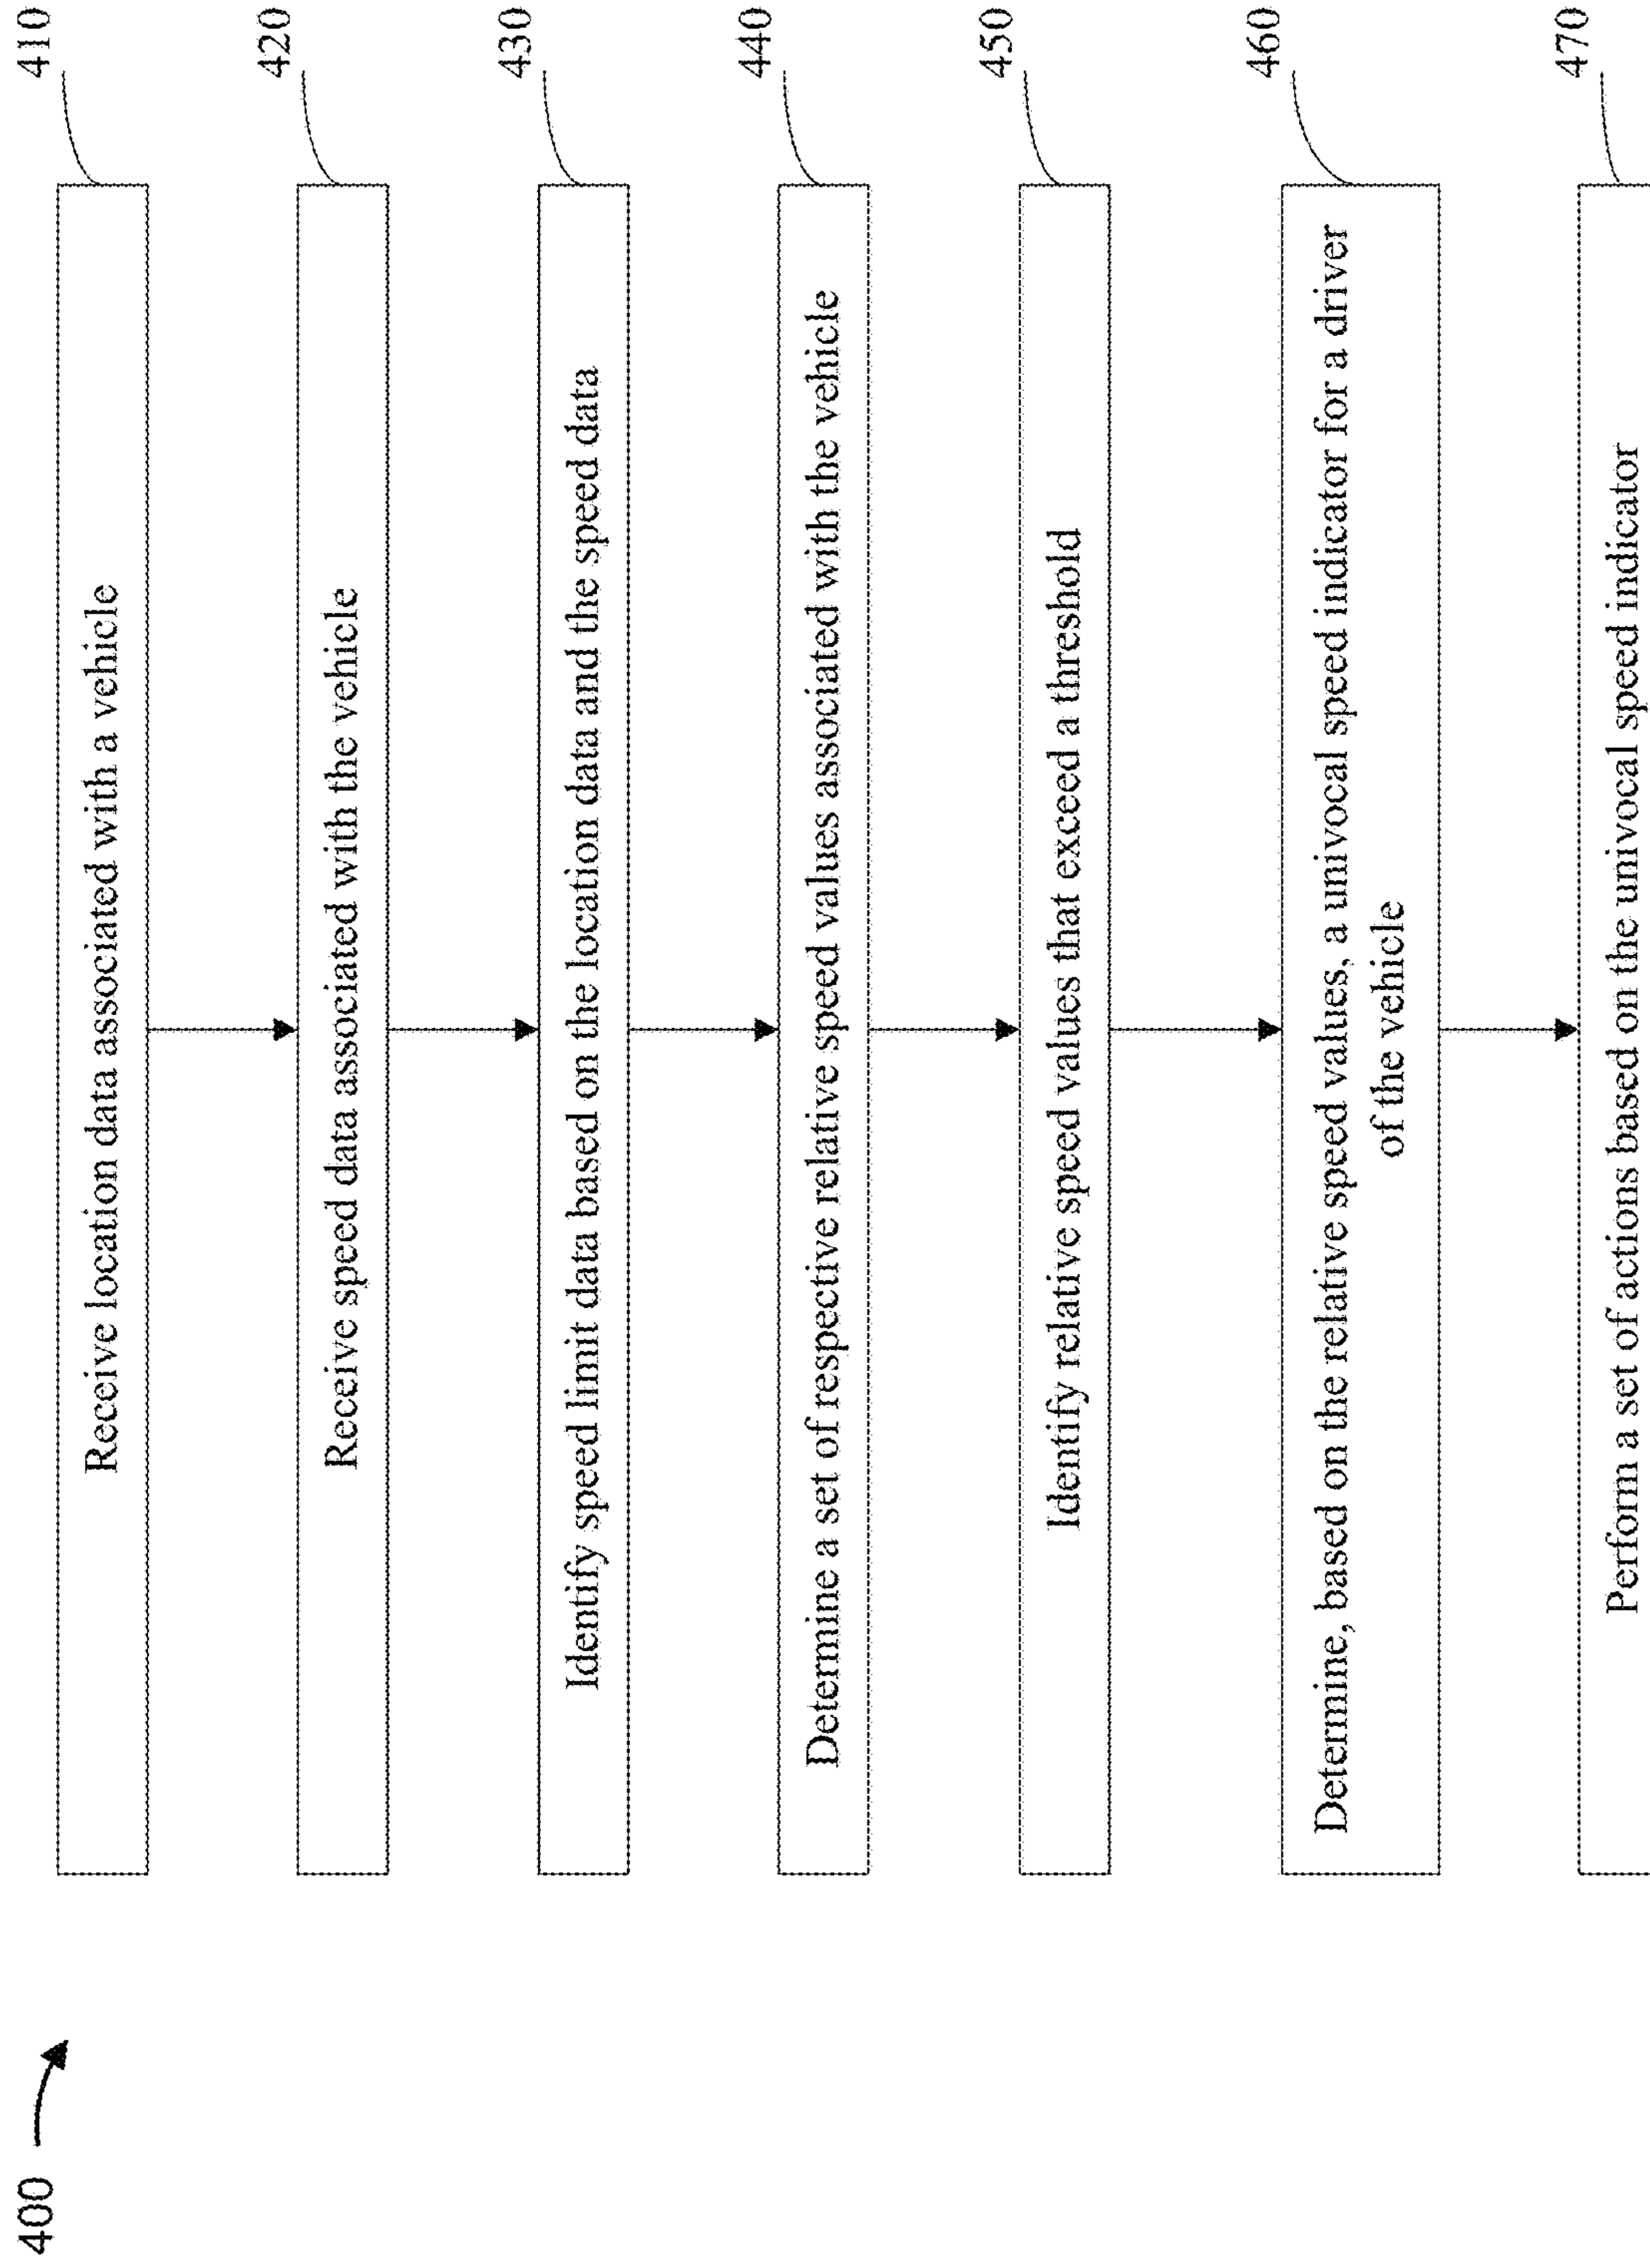 400
410
Receive location data associated with a vehicle
420
Receive speed data associated with the vehicle
430
Identify speed limit data based on the location data and the speed data
440
Determine a set of respective relative speed values associated with the vehicle
450
Identify relative speed values that exceed a threshold
460
Determine, based on the relative speed values, a univocal speed indicator for a driver
of the vehicle
470
Perform a set of actions based on the univocal speed indicator